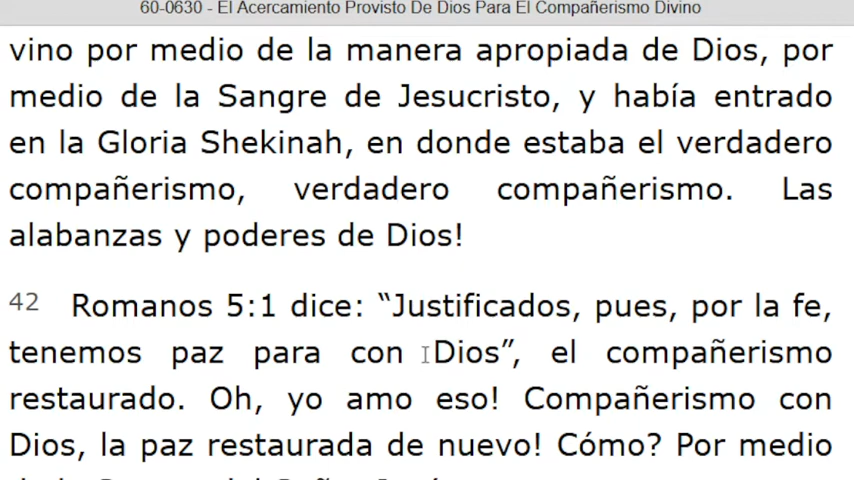 60-0630 - El Acercamiento Provisto De Dios Para El Compañerismo Divino
vino por medio de la manera apropiada de Dios, por
medio de la Sangre de Jesucristo, y había entrado
en la Gloria Shekinah, en donde estaba el verdadero
compañerismo, verdadero compañerismo. Las
alabanzas y poderes de Dios!
42 Romanos 5:1 dice: “Justificados, pues, por la fe,
tenemos paz para con Dios”, el compañerismo
restaurado. Oh, yo amo eso! Compañerismo con
Dios, la paz restaurada de nuevo! Cómo? Por medio